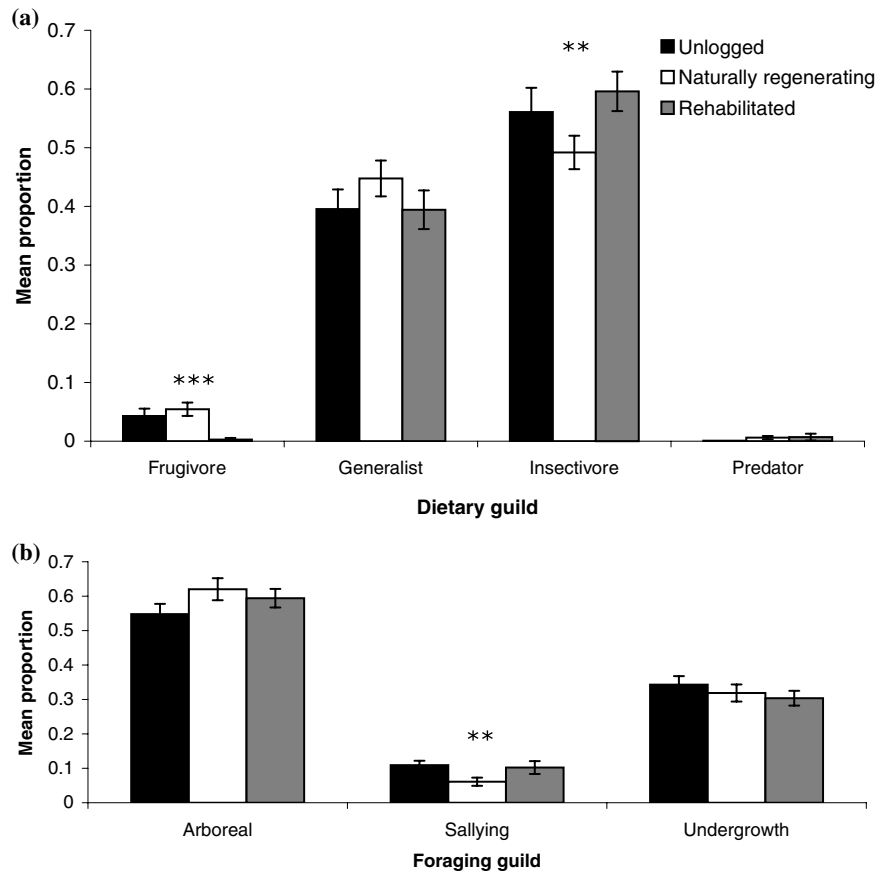 (a)
0.7
0.6
0.5
0.4
0.3
0.2
0.1
0
Mean proportion
***
**
Unlogged
Naturally regenerating
Rehabilitated
Frugivore Generalist Insectivore Predator
Dietary guild
(b)
0.7
0.6
0.5
0.4
0.3
0.2
0.1
0
Mean proportion
**
Arboreal Sallying Undergrowth
Foraging guild